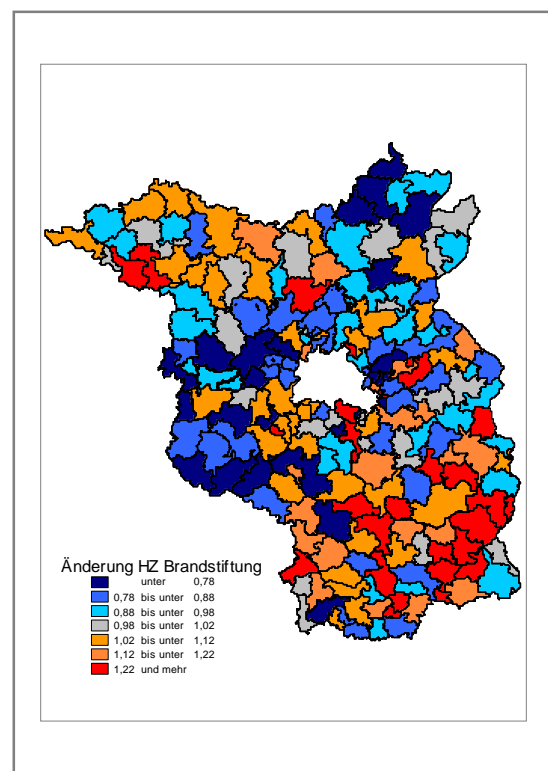 Änderung HZ Brandstiftung
unter 0,78
0,78 bis unter 0,88
0,88 bis unter 0,98
0,98 bis unter 1,02
1,02 bis unter 1,12
1,12 bis unter 1,22
1,22 und mehr